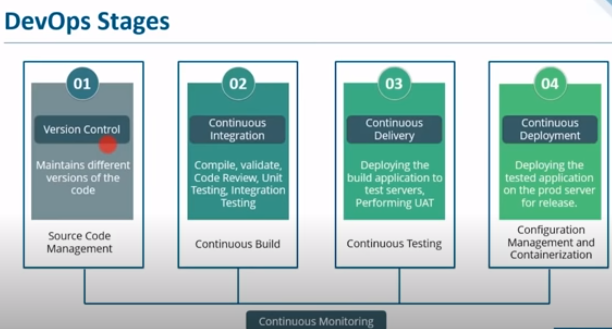 DevOps Stages
01
Version Control
Maintains different
versions of the
code
Source Code
Management
02
Continuous
Integration
Compile, validate,
Code Review, Unit
Testing, Integration
Testing
Continuous Build
03
Continuous
Delivery
Deploying the
build application to
test servers,
Performing UAT
Continuous Testing
04
Continuous
Deployment
Deploying the
tested application
on the prod server
for release.
Configuration
Management and
Containerization
Continuous Monitoring